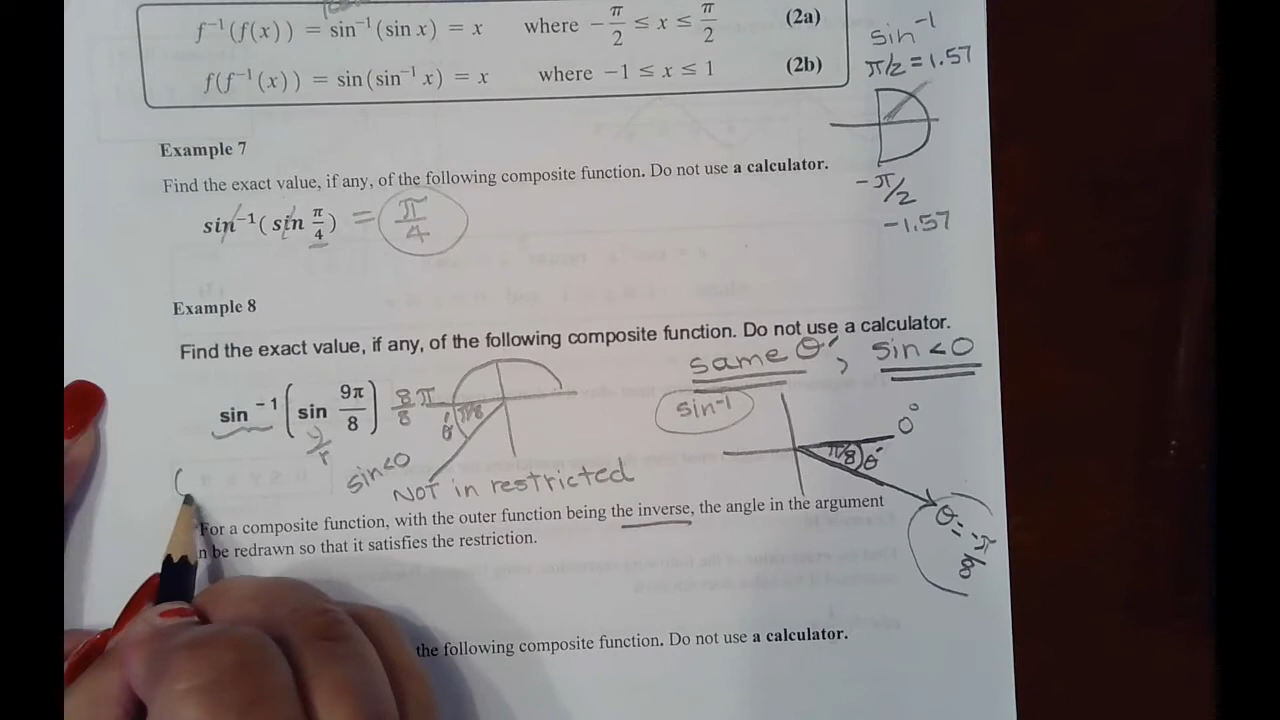 f⁻¹(f(x)) = sin⁻¹(sin x) = x where -π/2 ≤ x ≤ π/2 (2a)
f(f⁻¹(x)) = sin(sin⁻¹ x) = x where -1 ≤ x ≤ 1 (2b)
sin⁻¹
π/2 = 1.57
-π/2
-1.57
Example 7
Find the exact value, if any, of the following composite function. Do not use a calculator.
sin⁻¹(sin π/4) = π/4
Example 8
Find the exact value, if any, of the following composite function. Do not use a calculator.
same θ', sin<0
sin⁻¹(sin 9π/8) 8/8 π
y/r
π/8
θ'
sin<0
NOT in restricted
sin⁻¹
0°
π/8 θ'
θ = -π/8
(
For a composite function, with the outer function being the inverse, the angle in the argument
n be redrawn so that it satisfies the restriction.
the following composite function. Do not use a calculator.